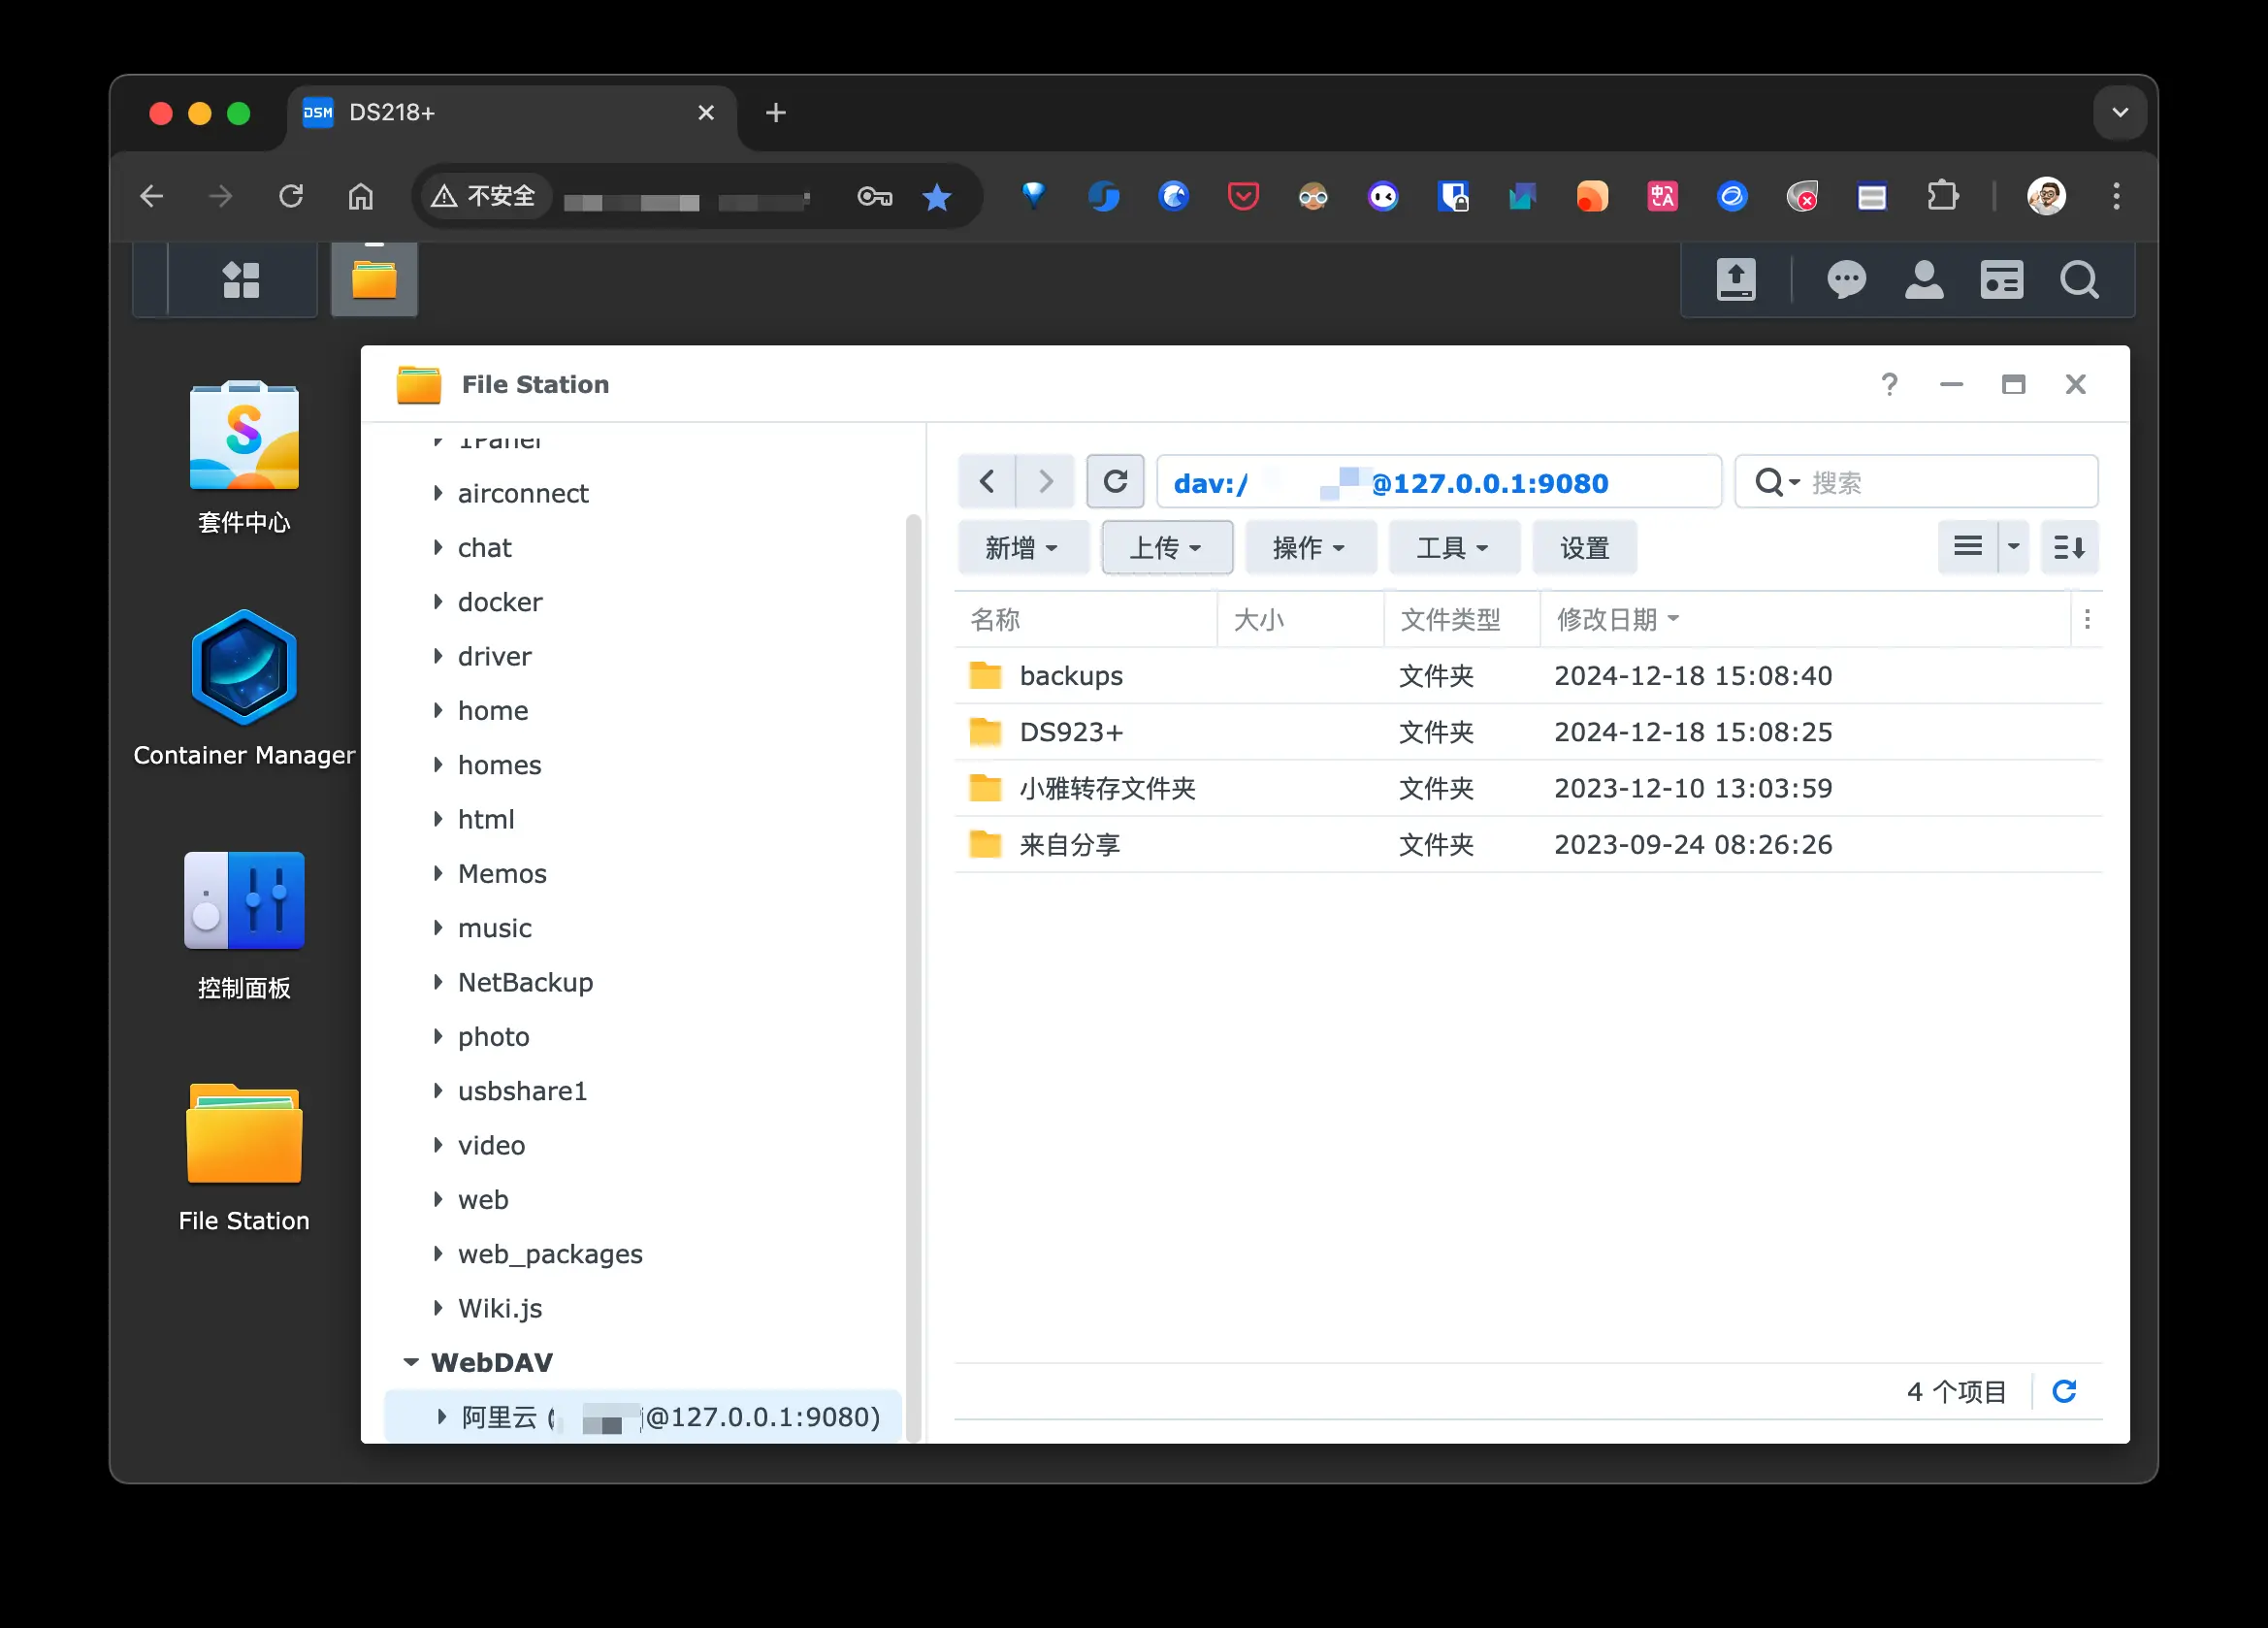 DSM DS218+
不安全
File Station
1Panel
airconnect
chat
docker
driver
home
homes
html
Memos
music
NetBackup
photo
usbshare1
video
web
web_packages
Wiki.js
WebDAV
阿里云 ( @127.0.0.1:9080)
dav:/ @127.0.0.1:9080
搜索
新增 上传 操作 工具 设置
名称 大小 文件类型 修改日期
backups 文件夹 2024-12-18 15:08:40
DS923+ 文件夹 2024-12-18 15:08:25
小雅转存文件夹 文件夹 2023-12-10 13:03:59
来自分享 文件夹 2023-09-24 08:26:26
4 个项目
套件中心
Container Manager
控制面板
File Station